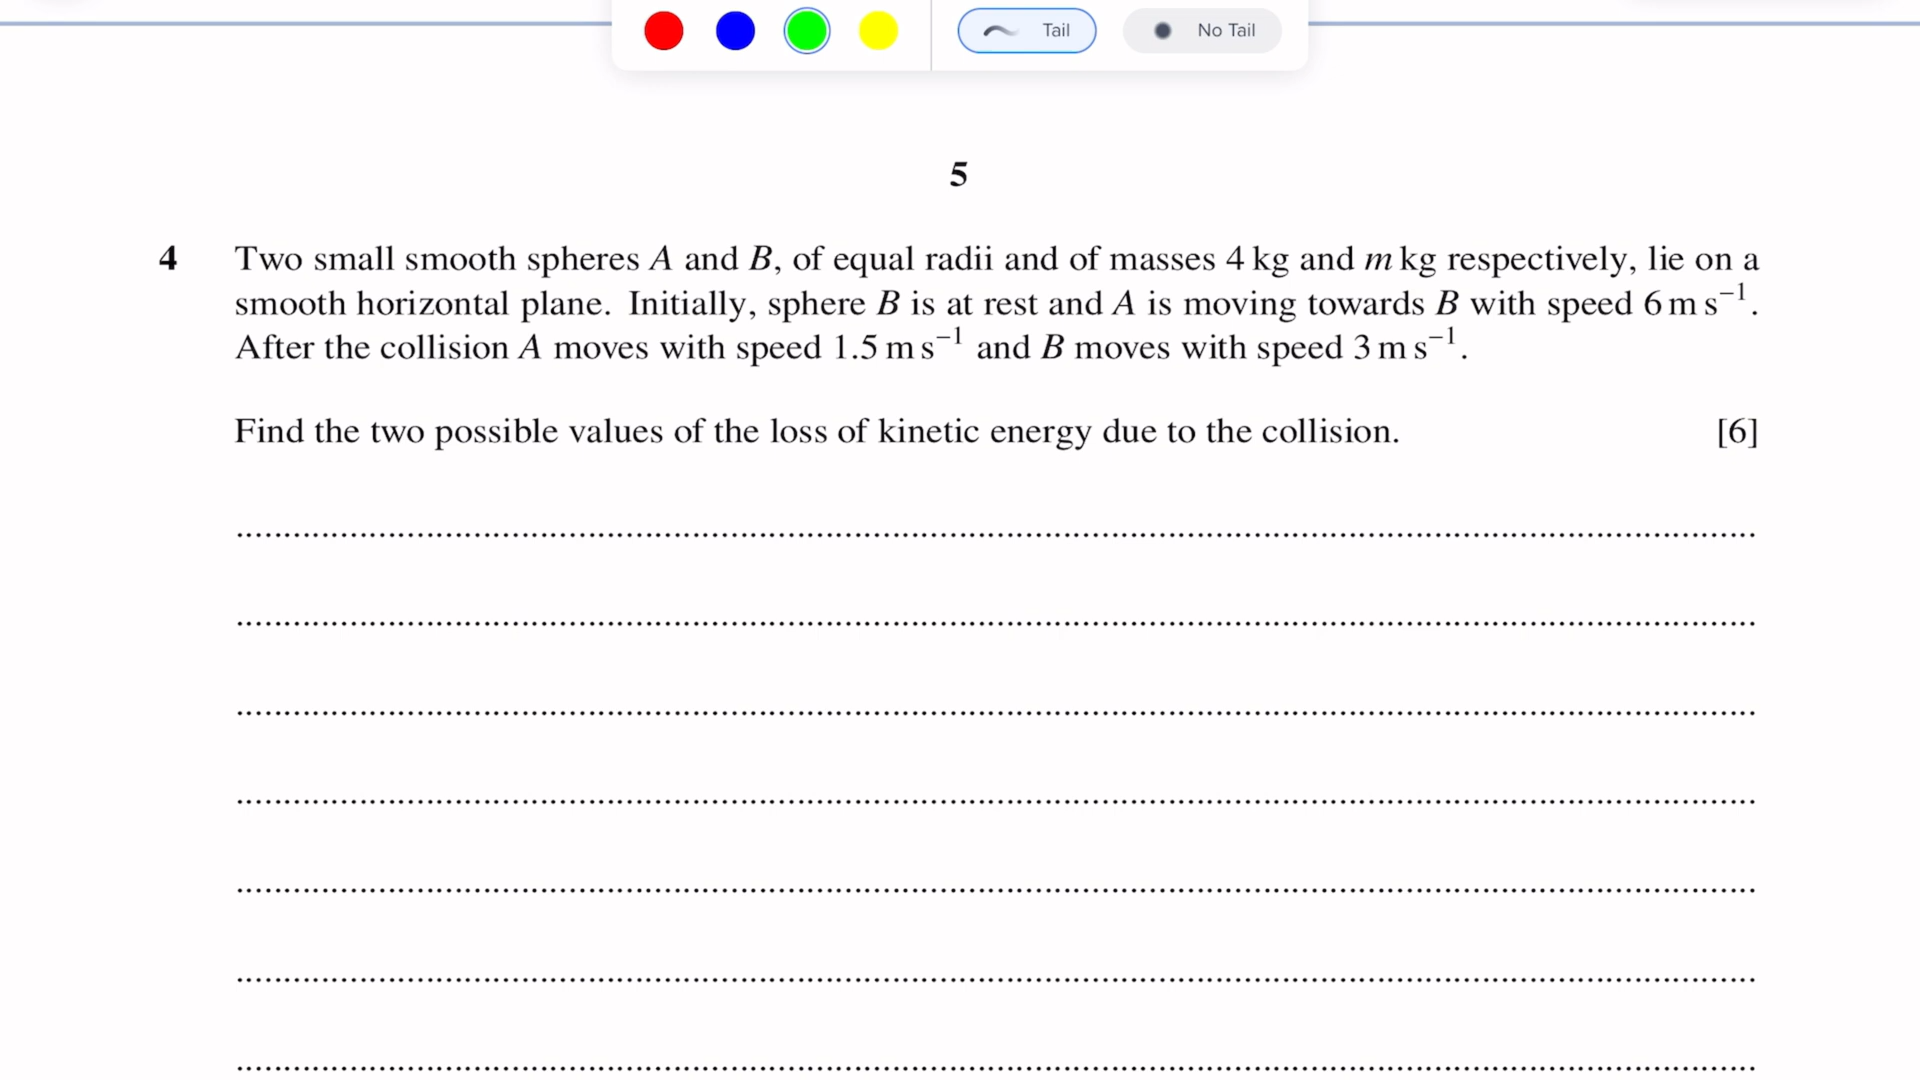 Tail No Tail
5
4 Two small smooth spheres A and B, of equal radii and of masses 4 kg and m kg respectively, lie on a
smooth horizontal plane. Initially, sphere B is at rest and A is moving towards B with speed 6 m s⁻¹.
After the collision A moves with speed 1.5 m s⁻¹ and B moves with speed 3 m s⁻¹.
Find the two possible values of the loss of kinetic energy due to the collision. [6]